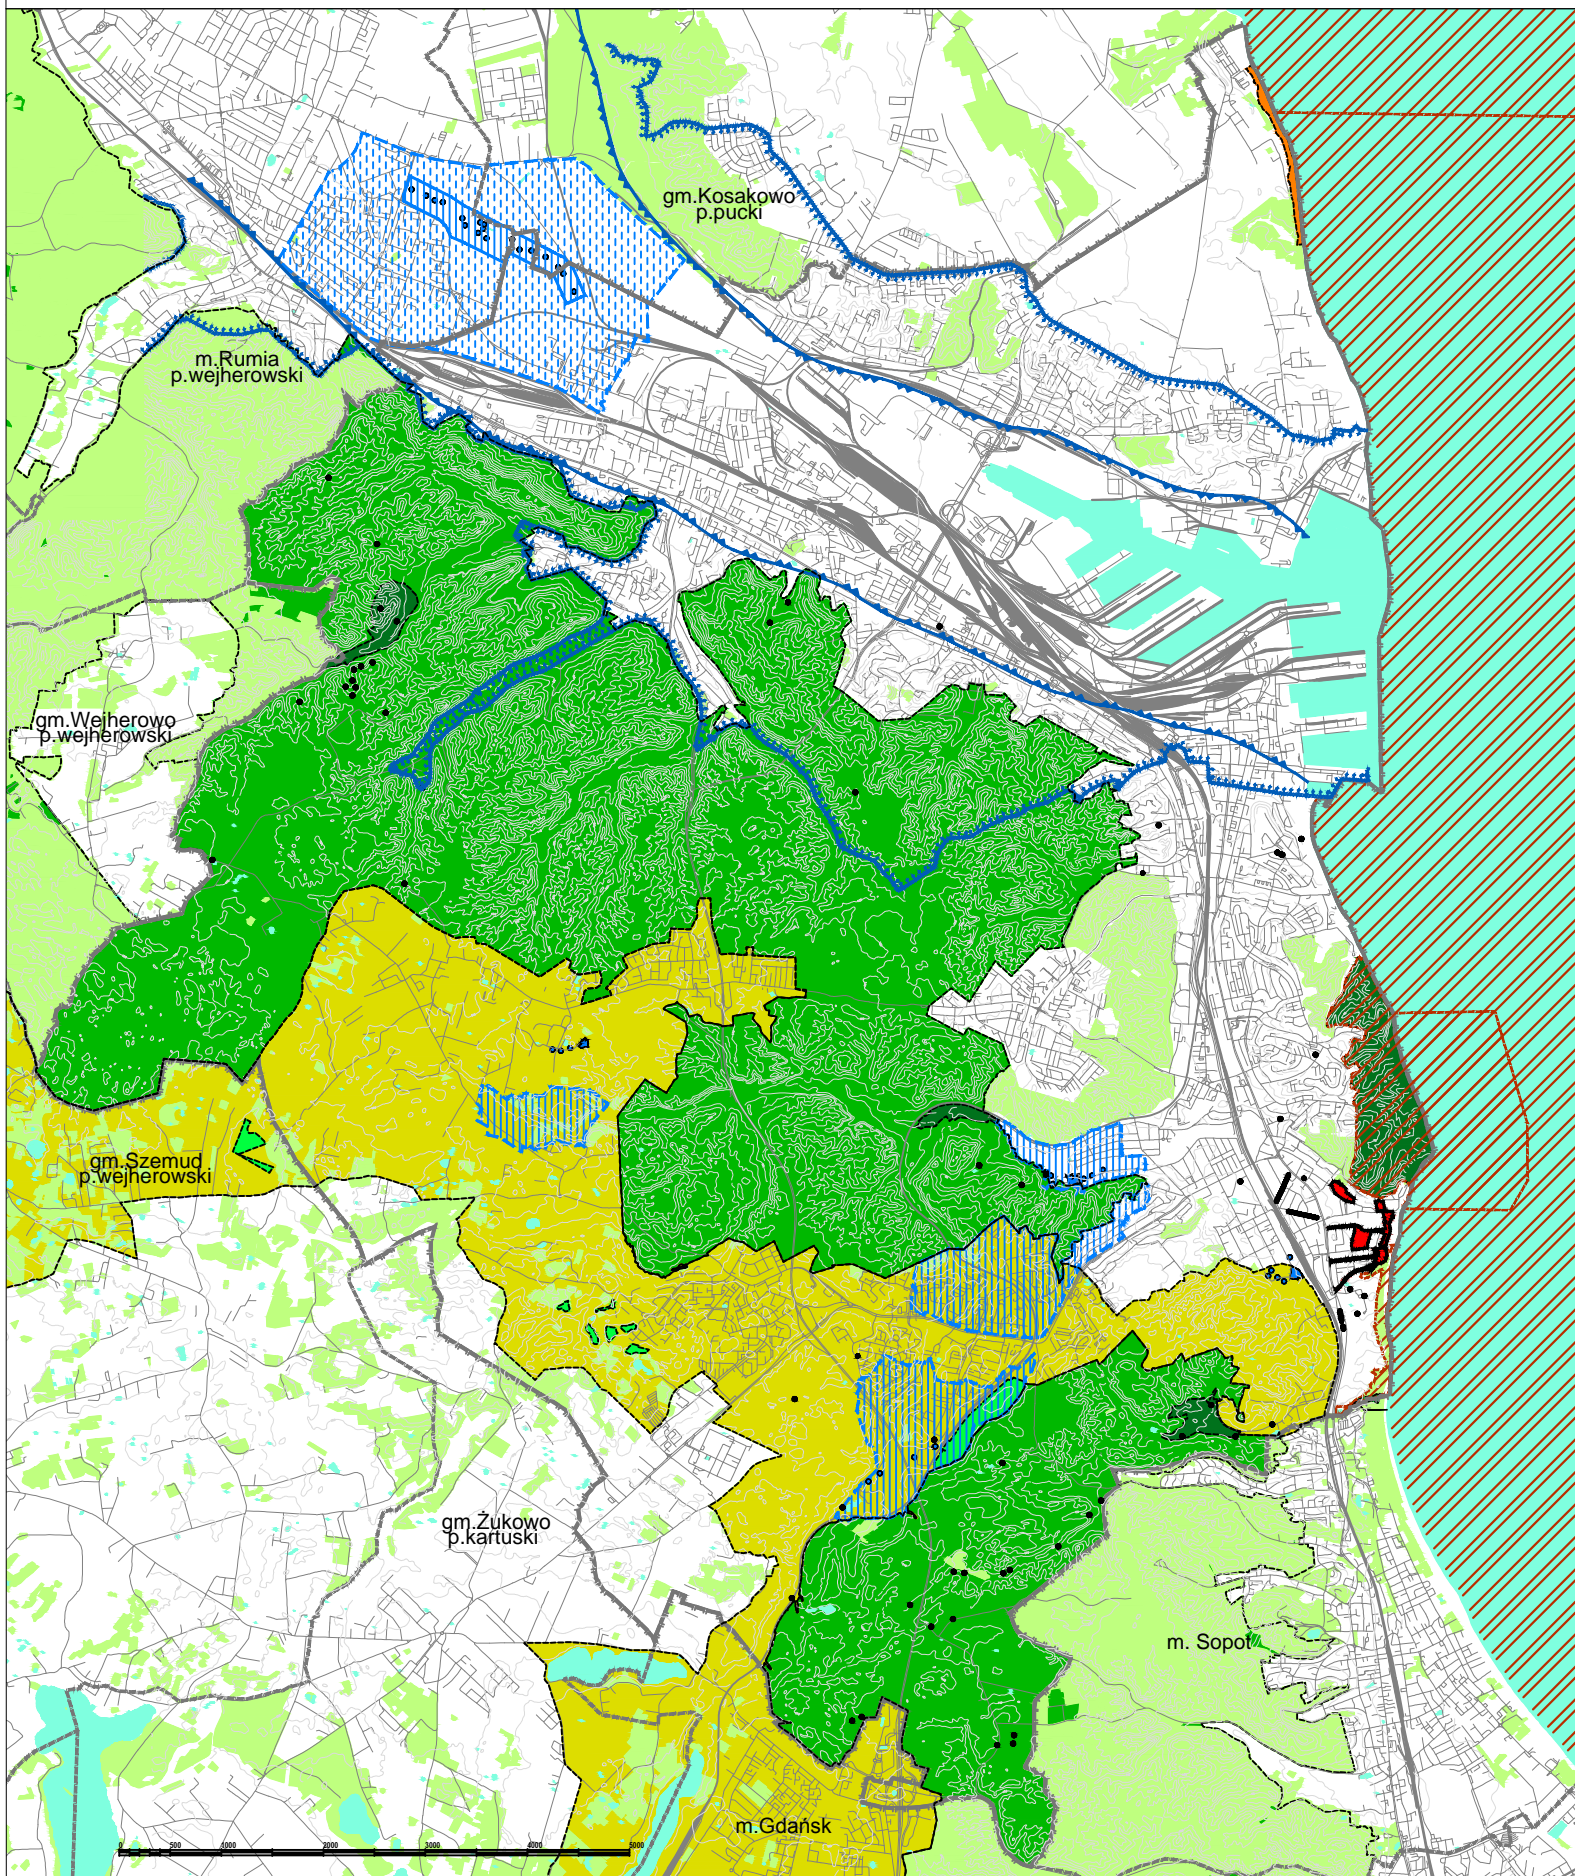 gm.Kosakowo
p.pucki
m.Rumia
p.wejherowski
gm.Wejherowo
p.wejherowski
gm.Szemud
p.wejherowski
gm.Żukowo
p.kartuski
m. Sopot
m.Gdańsk
0 500 1000 2000 3000 4000 5000